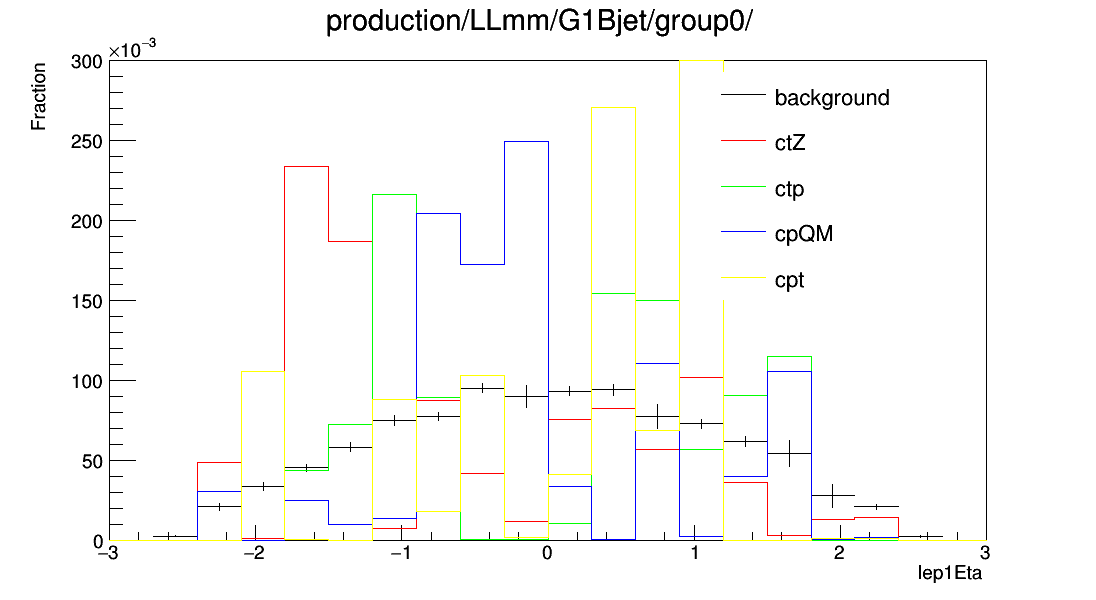 production/LLmm/G1Bjet/group0/
×10⁻³
Fraction
300
250
200
150
100
50
0
background
ctZ
ctp
cpQM
cpt
−3 −2 −1 0 1 2 3
lep1Eta